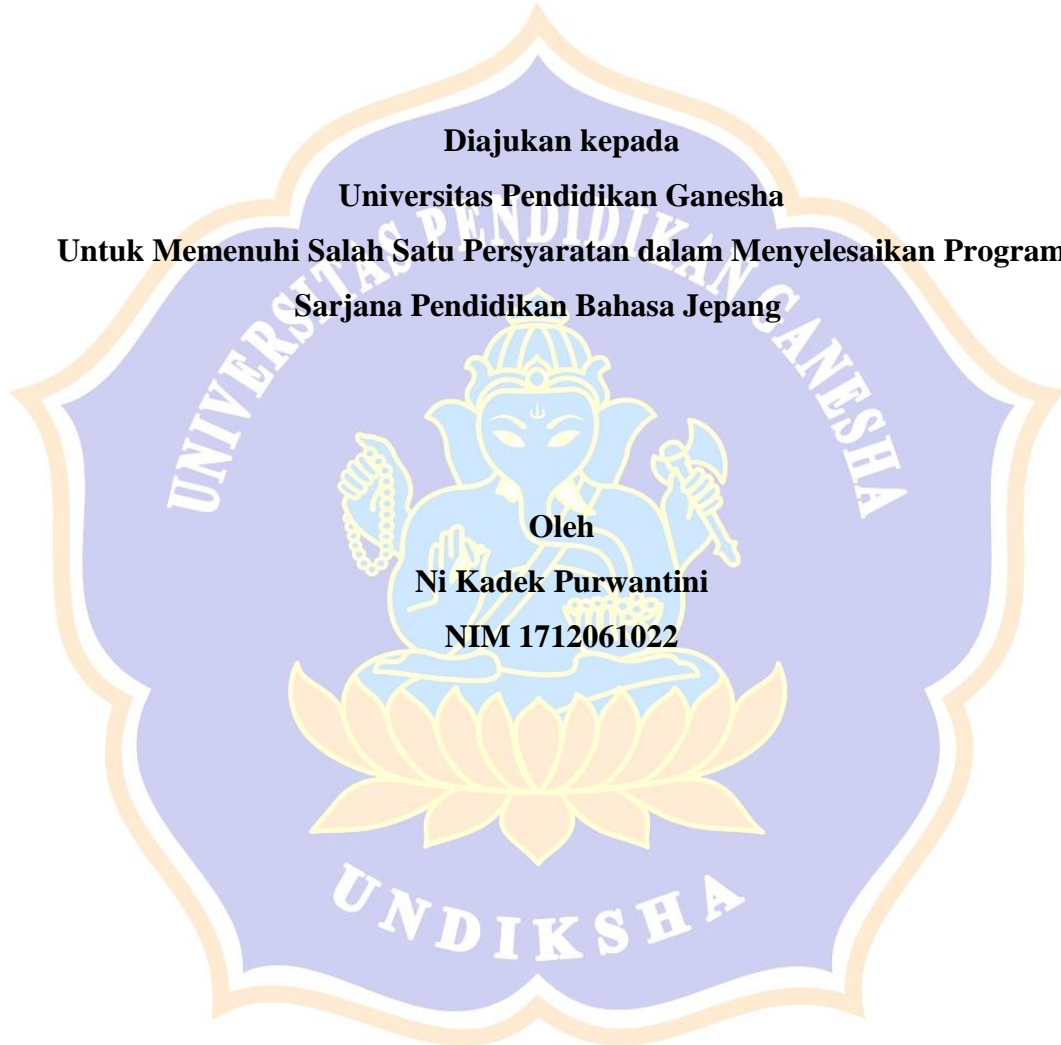 Diajukan kepada
Universitas Pendidikan Ganesha
Untuk Memenuhi Salah Satu Persyaratan dalam Menyelesaikan Program
Sarjana Pendidikan Bahasa Jepang
UNIVERSITAS PENDIDIKAN GANESHA
Oleh
Ni Kadek Purwantini
NIM 1712061022
UNDIKSHA